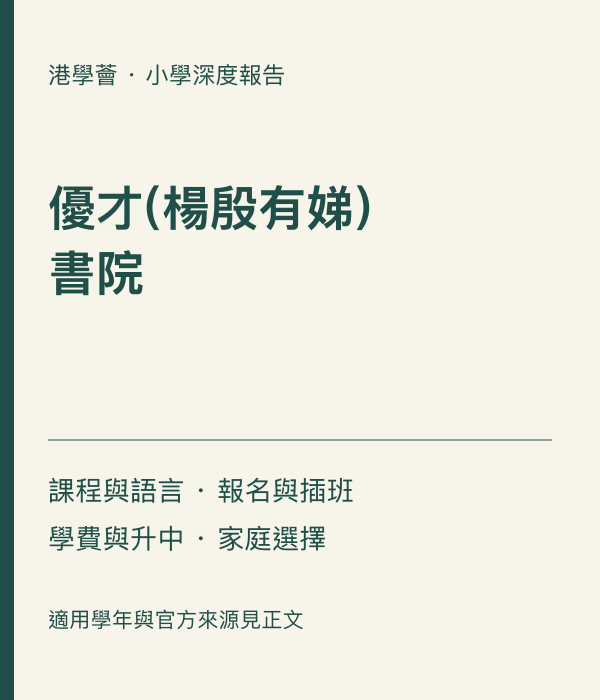 港學薈 · 小學深度報告
優才(楊殷有娣)
書院
課程與語言 · 報名與插班
學費與升中 · 家庭選擇
適用學年與官方來源見正文